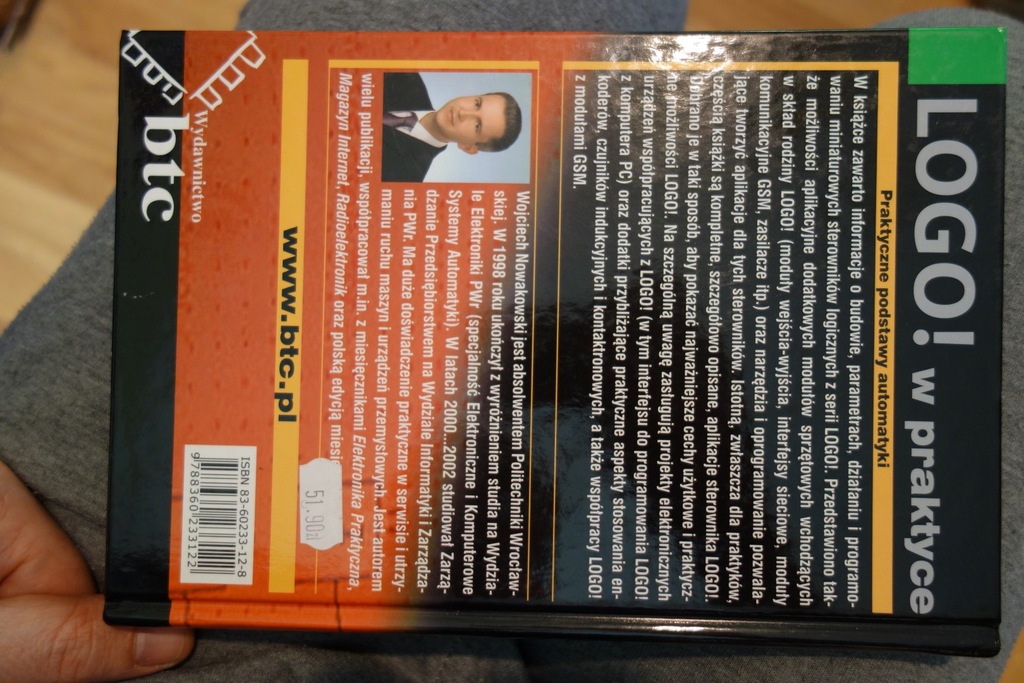 LOGO! w praktyce
Praktyczne podstawy automatyki
W książce zawarto informacje o budowie, parametrach, działaniu i programo-
waniu miniaturowych sterowników logicznych z serii LOGO!. Przedstawiono tak-
że możliwości aplikacyjne dodatkowych modułów sprzętowych wchodzących
w skład rodziny LOGO! (moduły wejścia-wyjścia, interfejsy sieciowe, moduły
komunikacyjne GSM, zasilacze itp.) oraz narzędzia i oprogramowanie pozwala-
jące tworzyć aplikacje dla tych sterowników. Istotną, zwłaszcza dla praktyków,
częścią książki są kompletne, szczegółowo opisane, aplikacje sterownika LOGO!.
Dobrano je w taki sposób, aby pokazać najważniejsze cechy użytkowe i praktycz-
ne możliwości LOGO!. Na szczególną uwagę zasługują projekty elektronicznych
urządzeń współpracujących z LOGO! (w tym interfejsu do programowania LOGO!
z komputera PC) oraz dodatki przybliżające praktyczne aspekty stosowania en-
koderów, czujników indukcyjnych i kontaktronowych, a także współpracy LOGO!
z modułami GSM.
Wojciech Nowakowski jest absolwentem Politechniki Wrocław-
skiej. W 1998 roku ukończył z wyróżnieniem studia na Wydzia-
le Elektroniki PWr (specjalność Elektroniczne i Komputerowe
Systemy Automatyki). W latach 2000...2002 studiował Zarzą-
dzanie Przedsiębiorstwem na Wydziale Informatyki i Zarządza-
nia PWr. Ma duże doświadczenie praktyczne w serwisie i utrzy-
maniu ruchu maszyn i urządzeń przemysłowych. Jest autorem
wielu publikacji, współpracował m.in. z miesięcznikami Elektronika Praktyczna,
Magazyn Internet, Radioelektronik oraz polską edycją
51.90zł
www.btc.pl
Wydawnictwo
btc
ISBN 83-60233-12-8
9788360233122